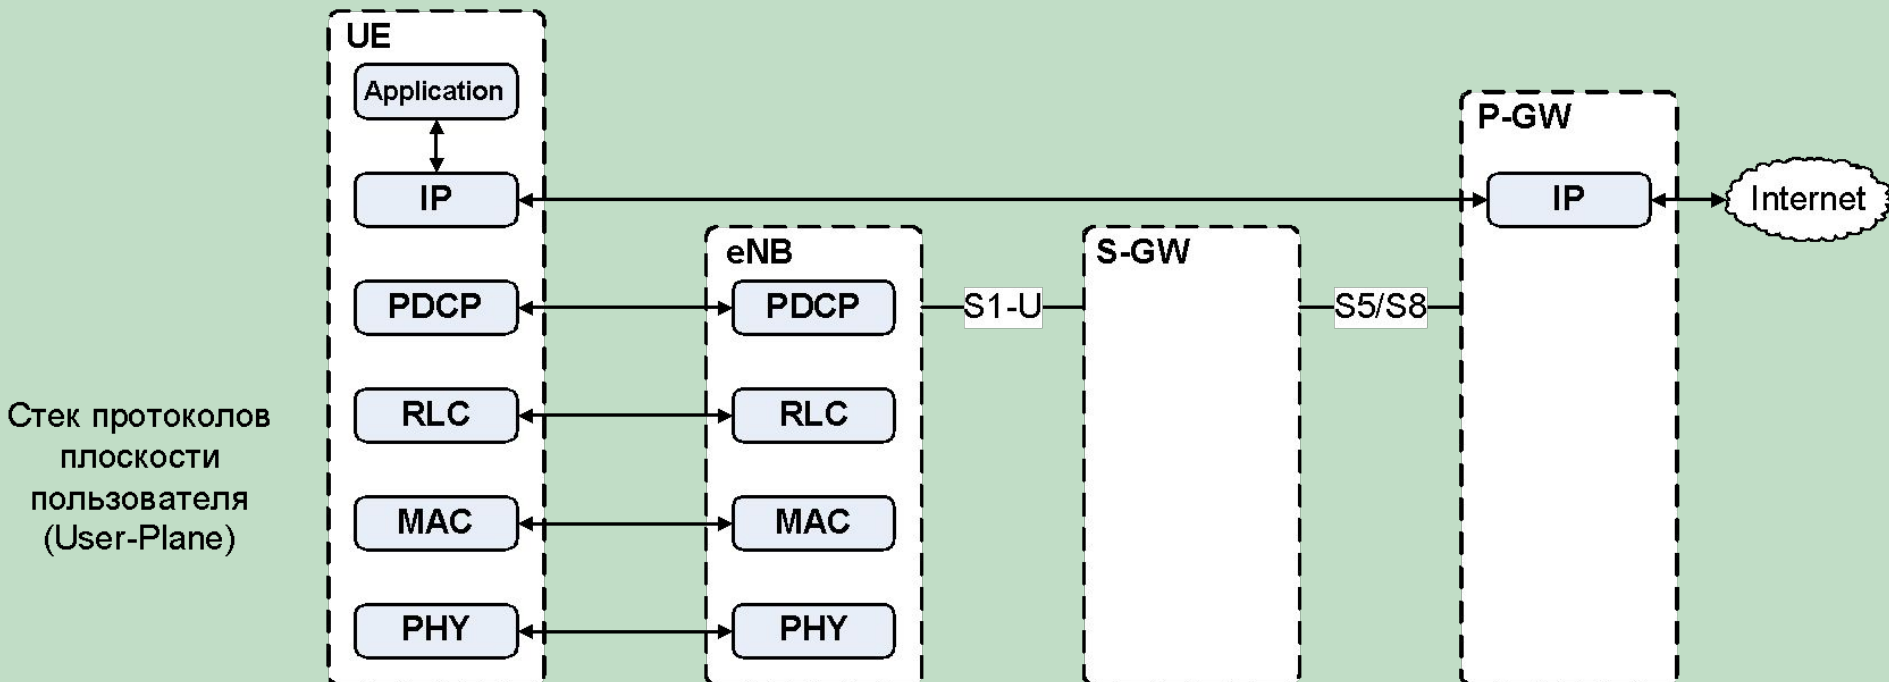 UE
Application
P-GW
IP
IP
Internet
eNB
S-GW
PDCP
PDCP
S1-U
S5/S8
RLC
RLC
Стек протоколов
плоскости
пользователя
(User-Plane)
MAC
MAC
PHY
PHY